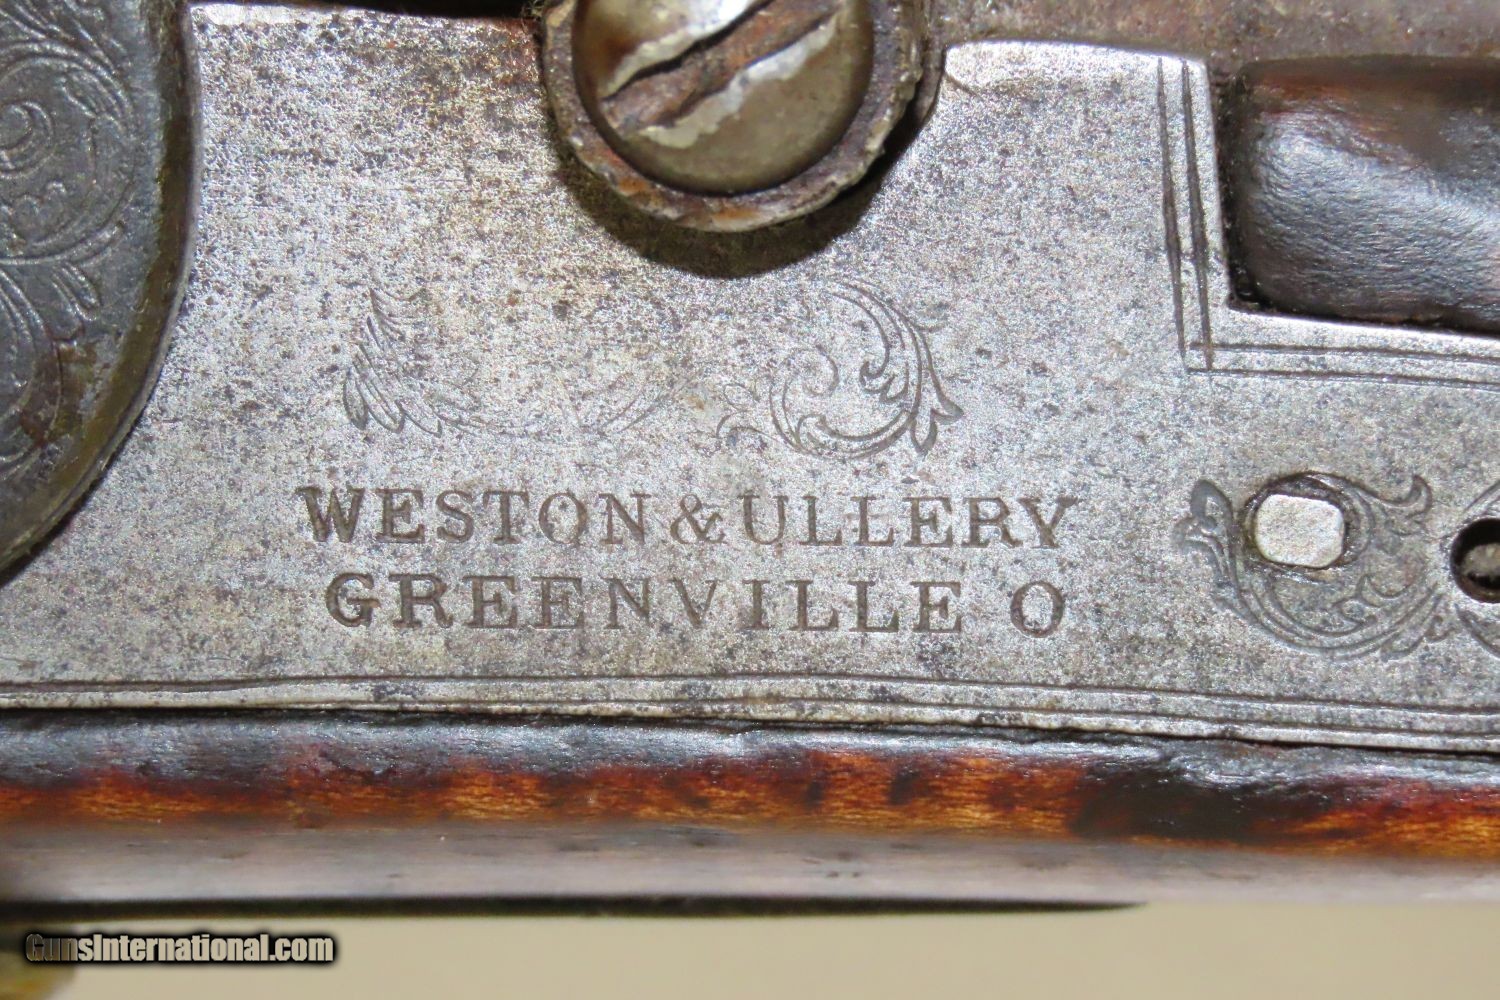 WESTON & ULLERY
GREENVILLE O
GunsInternational.com